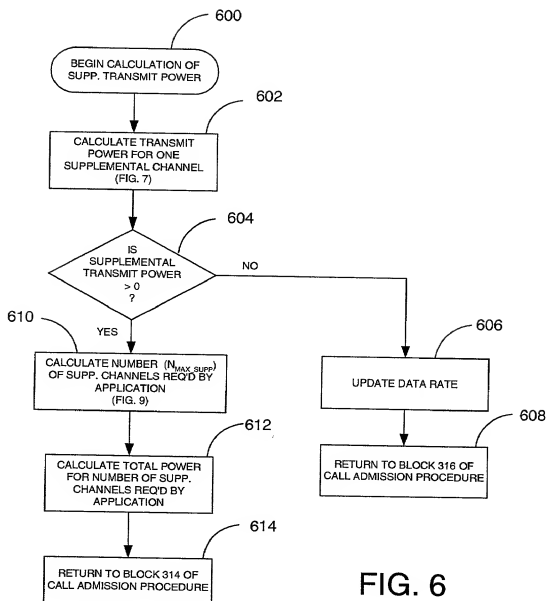 600
BEGIN CALCULATION OF
SUPP. TRANSMIT POWER
602
CALCULATE TRANSMIT
POWER FOR ONE
SUPPLEMENTAL CHANNEL
(FIG. 7)
604
IS
SUPPLEMENTAL
TRANSMIT POWER
> 0
?
NO
YES
610
CALCULATE NUMBER (NMAX_SUPP)
OF SUPP. CHANNELS REQ'D BY
APPLICATION
(FIG. 9)
606
UPDATE DATA RATE
608
RETURN TO BLOCK 316 OF
CALL ADMISSION PROCEDURE
612
CALCULATE TOTAL POWER
FOR NUMBER OF SUPP.
CHANNELS REQ'D BY
APPLICATION
614
RETURN TO BLOCK 314 OF
CALL ADMISSION PROCEDURE
FIG. 6